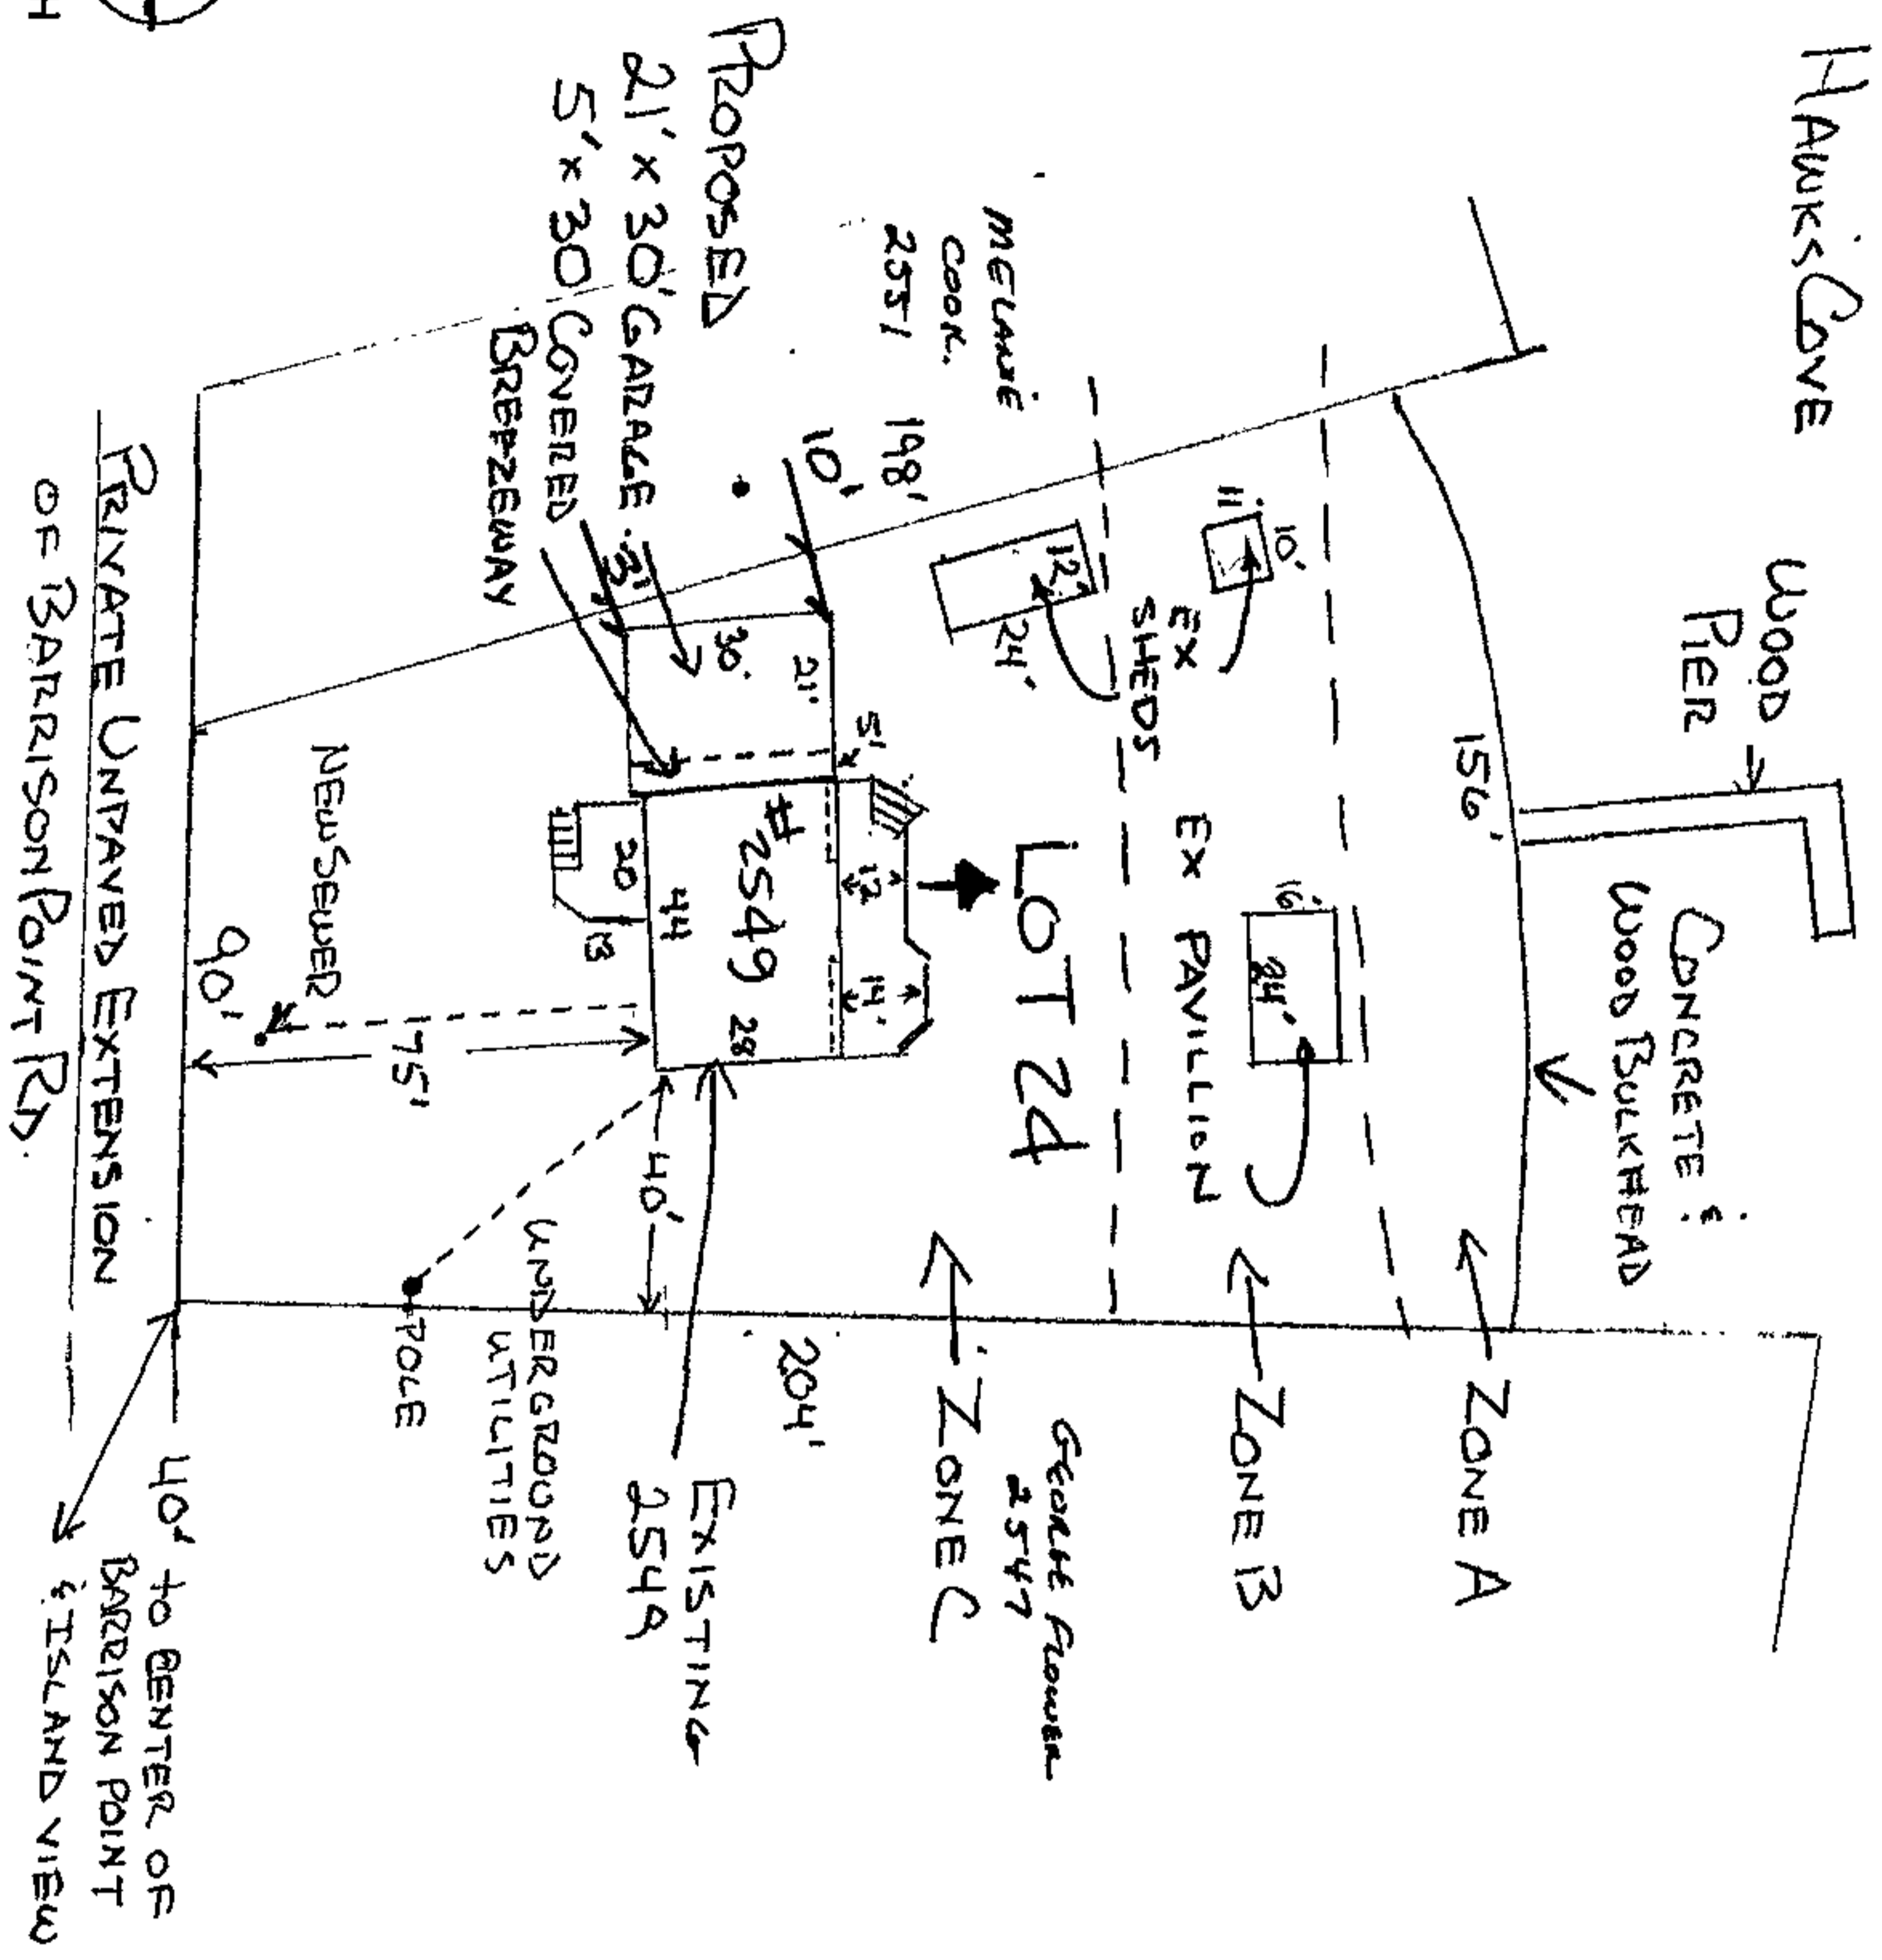 HAWKS COVE
WOOD
PIER
CONCRETE &
WOOD BULKHEAD
156'
ZONE A
ZONE B
ZONE C
11'
10'
EX
SHEDS
12'
24'
EX PAVILLION
16'
24'
LOT 24
MELANIE
COOK
2551
198'
GEORGE
2547
204'
PROPOSED
21' x 30' GARAGE
5' x 30' COVERED
BREEZEWAY
10'
3'
30'
21'
5'
12'
14'
# 2549
28
44
20
13
EXISTING
2549
40'
UNDERGROUND
UTILITIES
POLE
75'
NEW SEWER
90'
PRIVATE UNPAVED EXTENSION
OF BARRISON POINT RD.
40' to CENTER OF
BARRISON POINT
& ISLAND VIEW
H